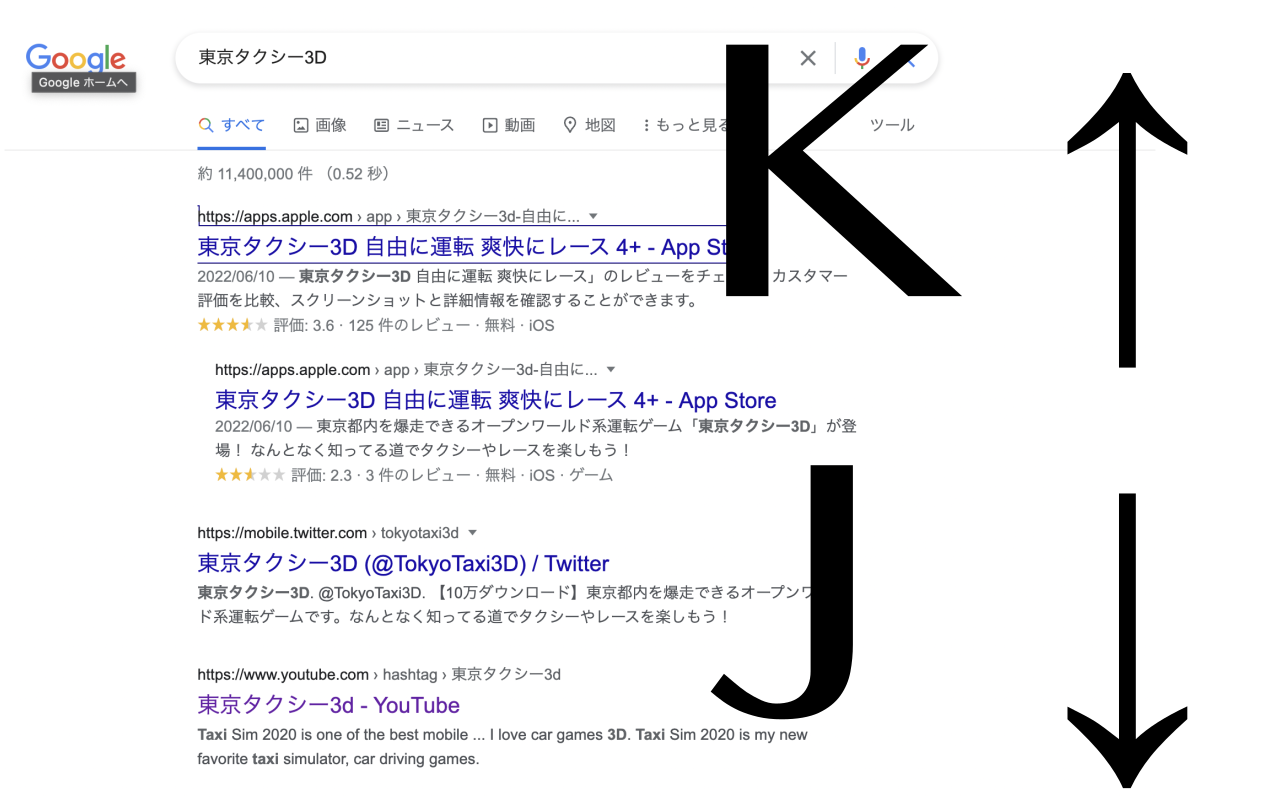 Google
東京タクシー3D
Google ホームへ
すべて 画像 ニュース 動画 地図 もっと見る ツール
約 11,400,000 件 （0.52 秒）
https://apps.apple.com › app › 東京タクシー3d-自由に...
東京タクシー3D 自由に運転 爽快にレース 4+ - App St
2022/06/10 — 東京タクシー3D 自由に運転 爽快にレース」のレビューをチェ カスタマー
評価を比較、スクリーンショットと詳細情報を確認することができます。
評価: 3.6 · 125 件のレビュー · 無料 · iOS
K
↑
https://apps.apple.com › app › 東京タクシー3d-自由に...
東京タクシー3D 自由に運転 爽快にレース 4+ - App Store
2022/06/10 — 東京都内を爆走できるオープンワールド系運転ゲーム「東京タクシー3D」が登
場！ なんとなく知ってる道でタクシーやレースを楽しもう！
評価: 2.3 · 3 件のレビュー · 無料 · iOS · ゲーム
https://mobile.twitter.com › tokyotaxi3d
東京タクシー3D (@TokyoTaxi3D) / Twitter
東京タクシー3D. @TokyoTaxi3D. 【10万ダウンロード】東京都内を爆走できるオープンワ
ド系運転ゲームです。なんとなく知ってる道でタクシーやレースを楽しもう！
J
↓
https://www.youtube.com › hashtag › 東京タクシー3d
東京タクシー3d - YouTube
Taxi Sim 2020 is one of the best mobile ... I love car games 3D. Taxi Sim 2020 is my new
favorite taxi simulator, car driving games.